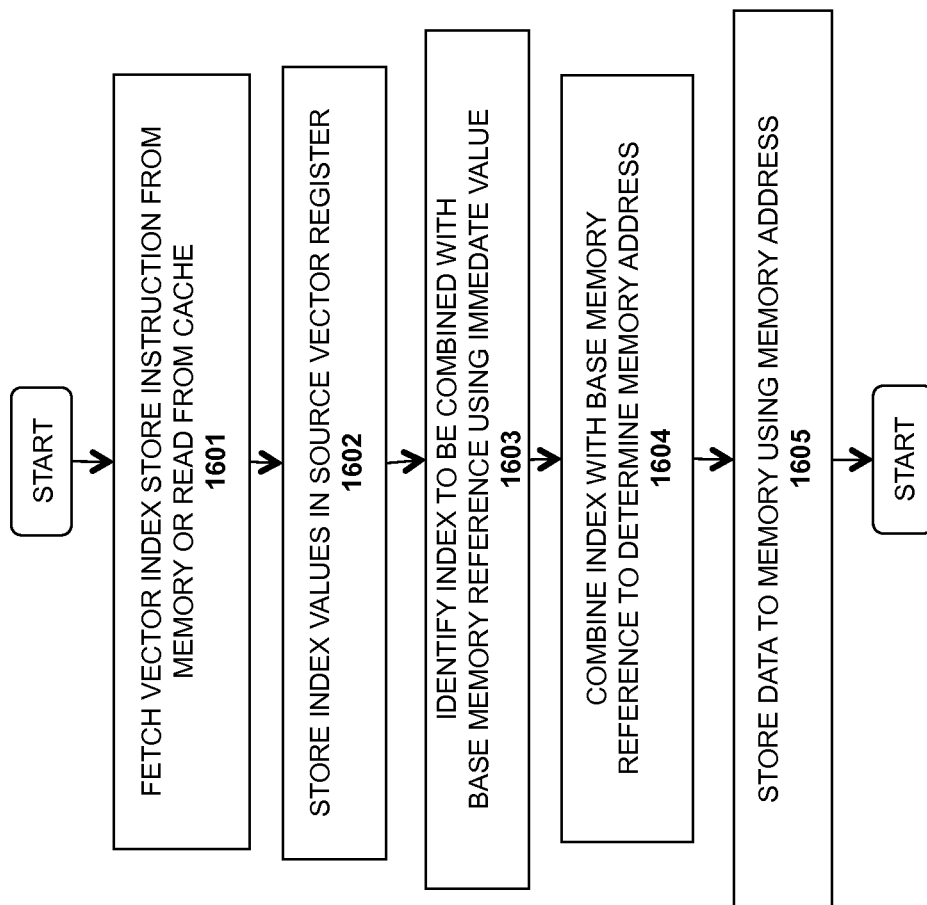 START
FETCH VECTOR INDEX STORE INSTRUCTION FROM
MEMORY OR READ FROM CACHE
1601
STORE INDEX VALUES IN SOURCE VECTOR REGISTER
1602
IDENTIFY INDEX TO BE COMBINED WITH
BASE MEMORY REFERENCE USING IMMEDATE VALUE
1603
COMBINE INDEX WITH BASE MEMORY
REFERENCE TO DETERMINE MEMORY ADDRESS
1604
STORE DATA TO MEMORY USING MEMORY ADDRESS
1605
START